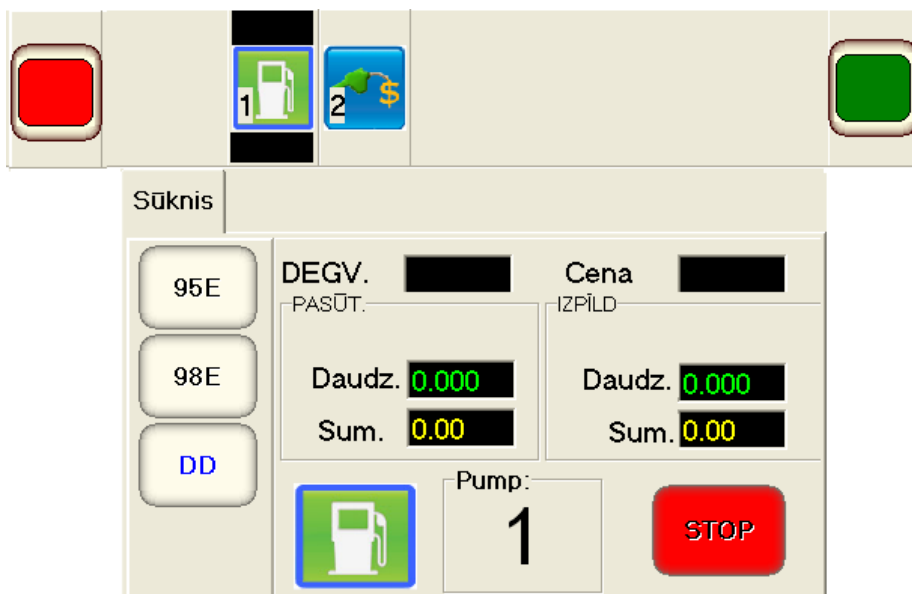 1 2 $
Sūknis
95E
98E
DD
DEGV.
Cena
PASŪT.
Daudz. 0.000
Sum. 0.00
IZPĪLD
Daudz. 0.000
Sum. 0.00
Pump:
1
STOP